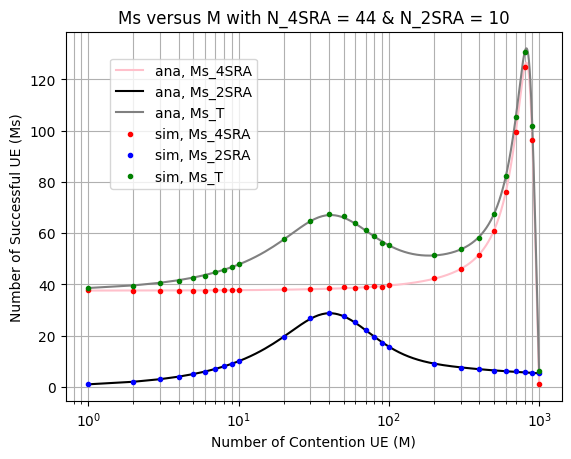 Ms versus M with N_4SRA = 44 & N_2SRA = 10
Number of Successful UE (Ms)
120
100
80
60
40
20
0
ana, Ms_4SRA
ana, Ms_2SRA
ana, Ms_T
sim, Ms_4SRA
sim, Ms_2SRA
sim, Ms_T
10⁰ 10¹ 10² 10³
Number of Contention UE (M)